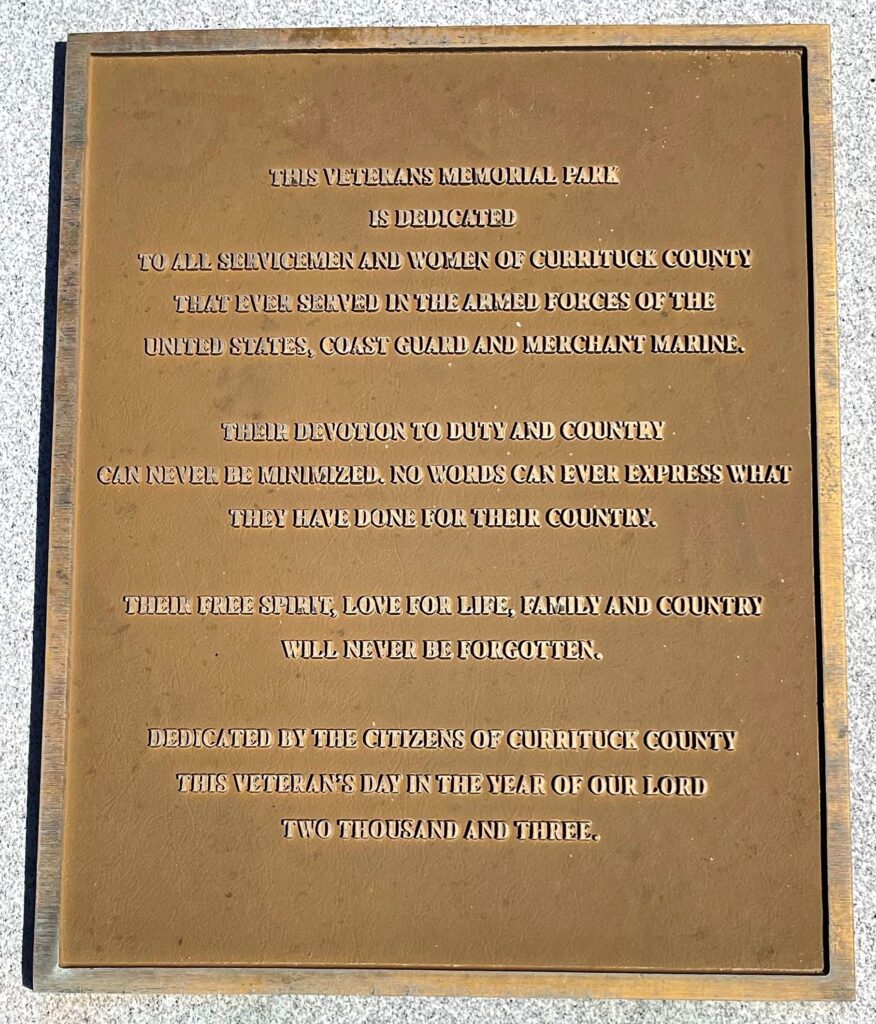 THIS VETERANS MEMORIAL PARK
IS DEDICATED
TO ALL SERVICEMEN AND WOMEN OF CURRITUCK COUNTY
THAT EVER SERVED IN THE ARMED FORCES OF THE
UNITED STATES, COAST GUARD AND MERCHANT MARINE.
THEIR DEVOTION TO DUTY AND COUNTRY
CAN NEVER BE MINIMIZED. NO WORDS CAN EVER EXPRESS WHAT
THEY HAVE DONE FOR THEIR COUNTRY.
THEIR FREE SPIRIT, LOVE FOR LIFE, FAMILY AND COUNTRY
WILL NEVER BE FORGOTTEN.
DEDICATED BY THE CITIZENS OF CURRITUCK COUNTY
THIS VETERAN'S DAY IN THE YEAR OF OUR LORD
TWO THOUSAND AND THREE.